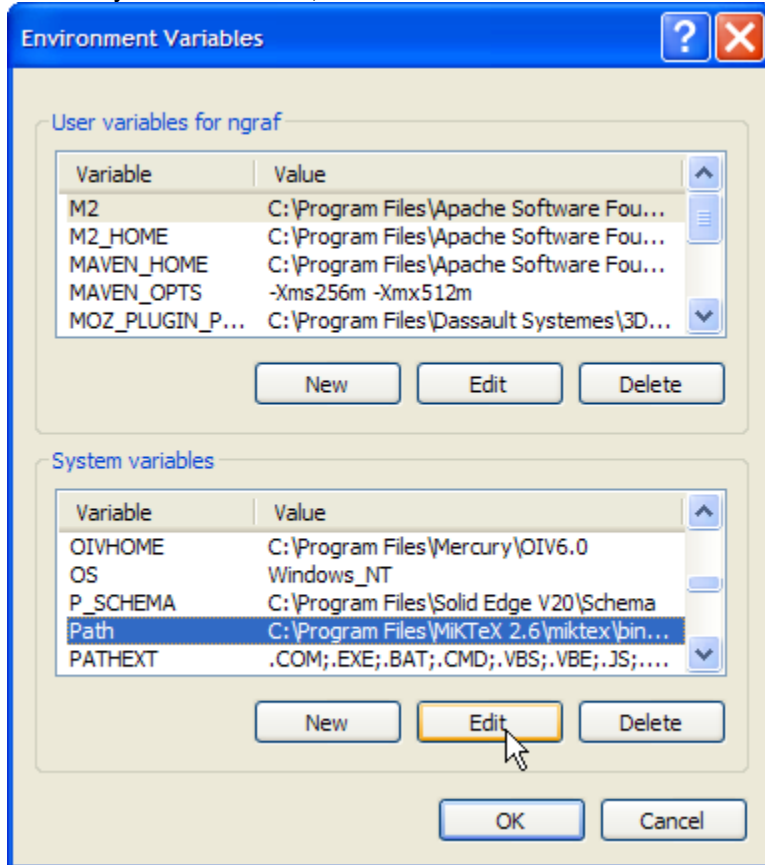 Environment Variables
User variables for ngraf
Variable Value
M2 C:\Program Files\Apache Software Fou...
M2_HOME C:\Program Files\Apache Software Fou...
MAVEN_HOME C:\Program Files\Apache Software Fou...
MAVEN_OPTS -Xms256m -Xmx512m
MOZ_PLUGIN_P... C:\Program Files\Dassault Systemes\3D...
New Edit Delete
System variables
Variable Value
OIVHOME C:\Program Files\Mercury\OIV6.0
OS Windows_NT
P_SCHEMA C:\Program Files\Solid Edge V20\Schema
Path C:\Program Files\MiKTeX 2.6\miktex\bin...
PATHEXT .COM;.EXE;.BAT;.CMD;.VBS;.VBE;.JS;....
New Edit Delete
OK Cancel